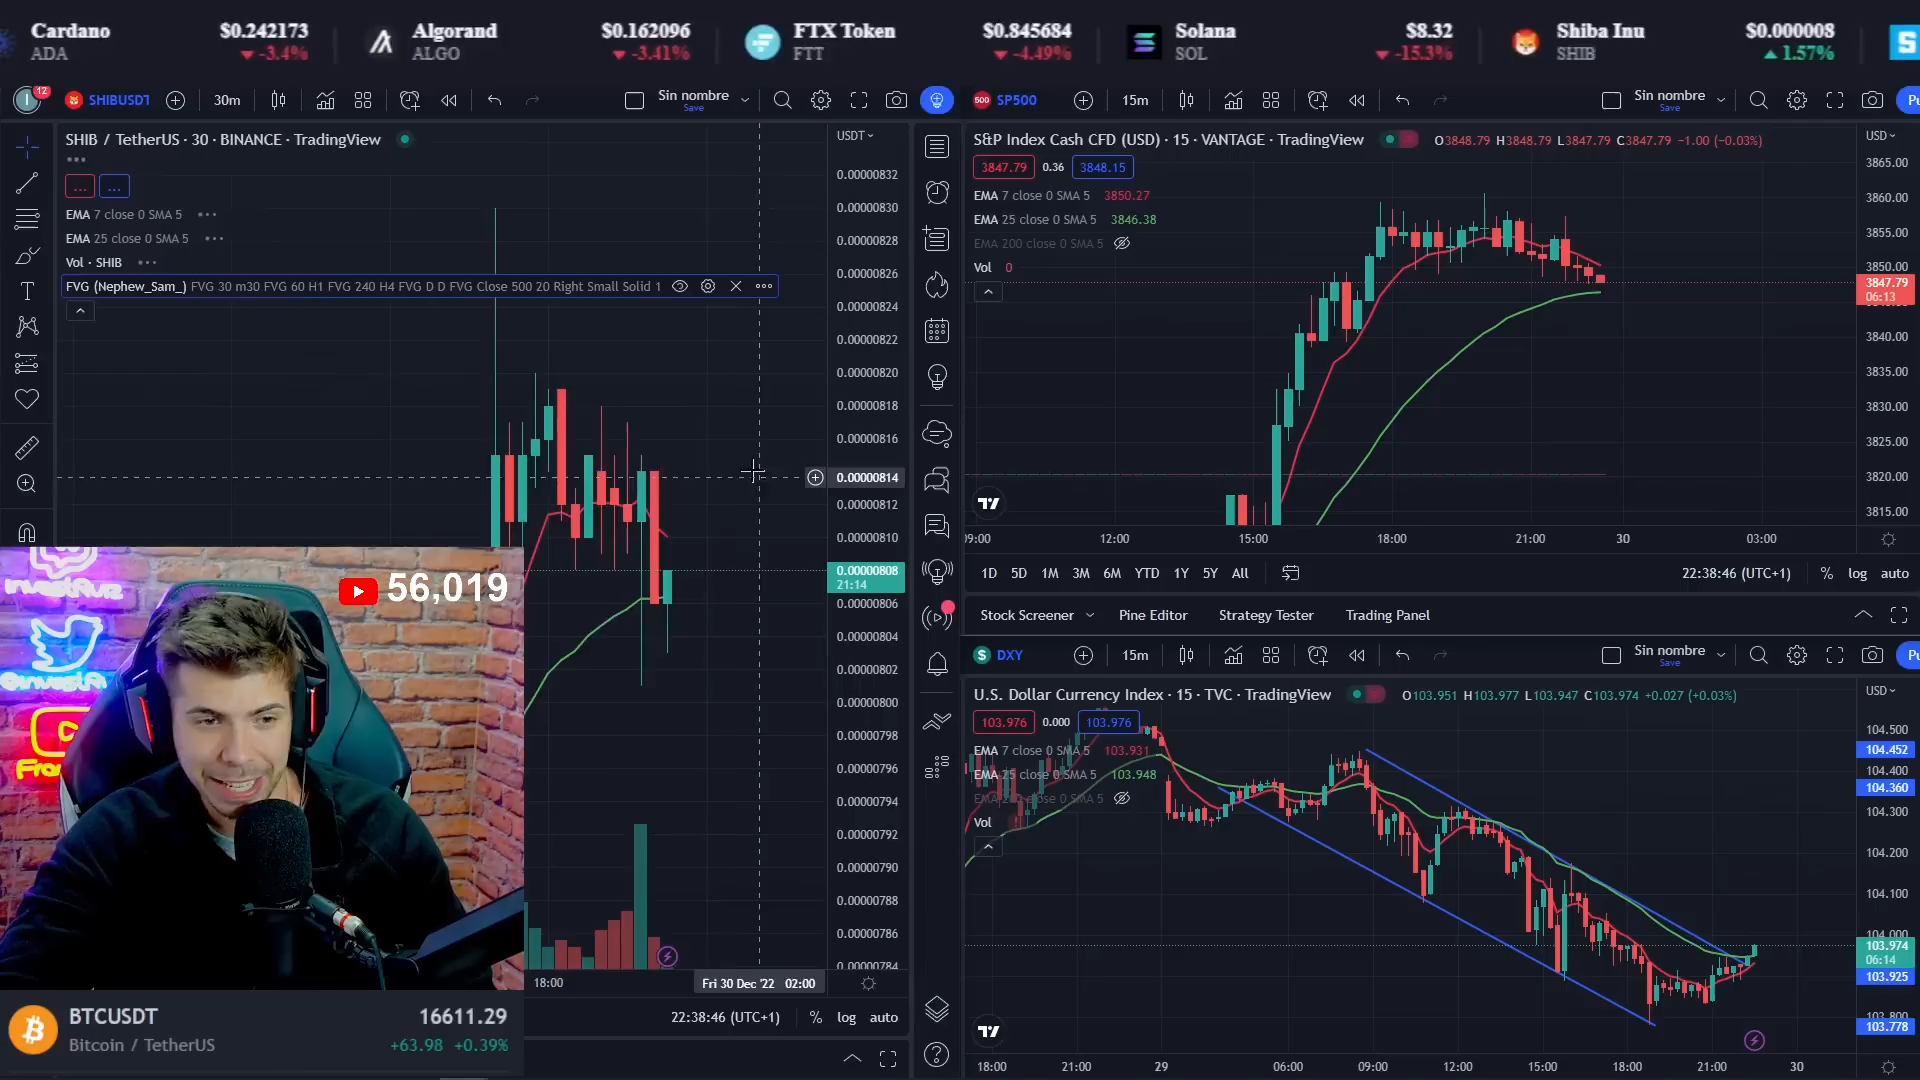 Cardano $0.242173
ADA -3.4%
Algorand $0.162096
ALGO -3.41%
FTX Token $0.845684
FTT -4.49%
Solana $8.32
SOL -15.3%
Shiba Inu $0.000008
SHIB 1.57%
12
SHIBUSDT 30m Sin nombre
Save
SHIB / TetherUS · 30 · BINANCE · TradingView
USDT
EMA 7 close 0 SMA 5
EMA 25 close 0 SMA 5
Vol · SHIB
FVG (Nephew_Sam_) FVG 30 m30 FVG 60 H1 FVG 240 H4 FVG D D FVG Close 500 20 Right Small Solid 1
0.00000832
0.00000830
0.00000828
0.00000826
0.00000824
0.00000822
0.00000820
0.00000818
0.00000816
0.00000814
0.00000812
0.00000810
0.00000808
21:14
0.00000806
0.00000804
0.00000802
0.00000800
0.00000798
0.00000796
0.00000794
0.00000792
0.00000790
0.00000788
0.00000786
0.00000784
18:00 Fri 30 Dec '22 02:00
22:38:46 (UTC+1) % log auto
56,019
BTCUSDT 16611.29
Bitcoin / TetherUS +63.98 +0.39%
500 SP500 15m Sin nombre
Save
S&P Index Cash CFD (USD) · 15 · VANTAGE · TradingView O3848.79 H3848.79 L3847.79 C3847.79 −1.00 (−0.03%)
USD
3847.79 0.36 3848.15
EMA 7 close 0 SMA 5 3850.27
EMA 25 close 0 SMA 5 3846.38
EMA 200 close 0 SMA 5
Vol 0
3865.00
3860.00
3855.00
3850.00
3847.79
06:13
3840.00
3835.00
3830.00
3825.00
3820.00
3815.00
09:00 12:00 15:00 18:00 21:00 30 03:00
1D 5D 1M 3M 6M YTD 1Y 5Y All 22:38:46 (UTC+1) % log auto
Stock Screener Pine Editor Strategy Tester Trading Panel
DXY 15m Sin nombre
Save
U.S. Dollar Currency Index · 15 · TVC · TradingView O103.951 H103.977 L103.947 C103.974 +0.027 (+0.03%)
USD
103.976 0.000 103.976
EMA 7 close 0 SMA 5 103.931
EMA 25 close 0 SMA 5 103.948
Vol
104.500
104.452
104.400
104.360
104.300
104.200
104.100
104.000
103.974
06:14
103.925
103.800
103.778
18:00 21:00 29 06:00 09:00 12:00 15:00 18:00 21:00 30